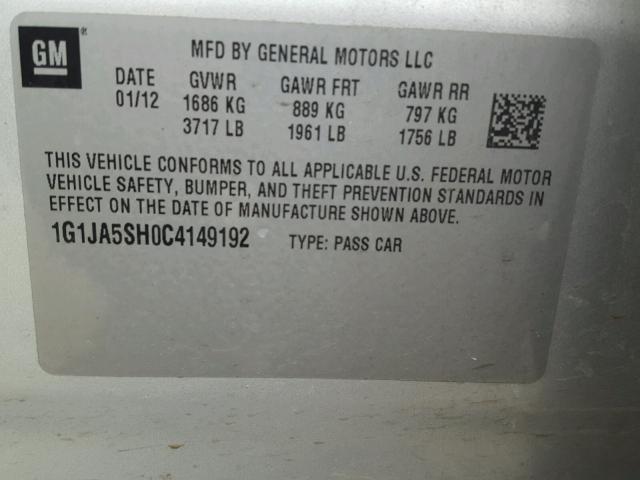 GM ®
MFD BY GENERAL MOTORS LLC
DATE GVWR GAWR FRT GAWR RR
01/12 1686 KG 889 KG 797 KG
3717 LB 1961 LB 1756 LB
THIS VEHICLE CONFORMS TO ALL APPLICABLE U.S. FEDERAL MOTOR
VEHICLE SAFETY, BUMPER, AND THEFT PREVENTION STANDARDS IN
EFFECT ON THE DATE OF MANUFACTURE SHOWN ABOVE.
1G1JA5SH0C4149192 TYPE: PASS CAR